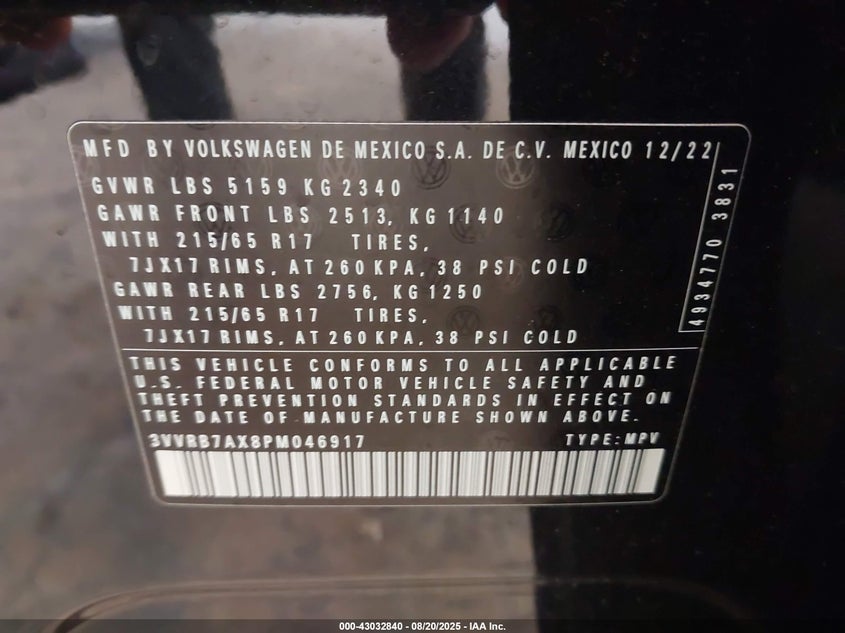 MFD BY VOLKSWAGEN DE MEXICO S.A. DE C.V. MEXICO 12/22
GVWR LBS 5159 KG 2340
GAWR FRONT LBS 2513, KG 1140
WITH 215/65 R17 TIRES,
7JX17 RIMS, AT 260 KPA, 38 PSI COLD
GAWR REAR LBS 2756, KG 1250
WITH 215/65 R17 TIRES,
7JX17 RIMS, AT 260 KPA, 38 PSI COLD
4934770 3831
THIS VEHICLE CONFORMS TO ALL APPLICABLE
U.S. FEDERAL MOTOR VEHICLE SAFETY AND
THEFT PREVENTION STANDARDS IN EFFECT ON
THE DATE OF MANUFACTURE SHOWN ABOVE.
3VVRB7AX8PM046917 TYPE: MPV
000-43032840 - 08/20/2025 - IAA Inc.